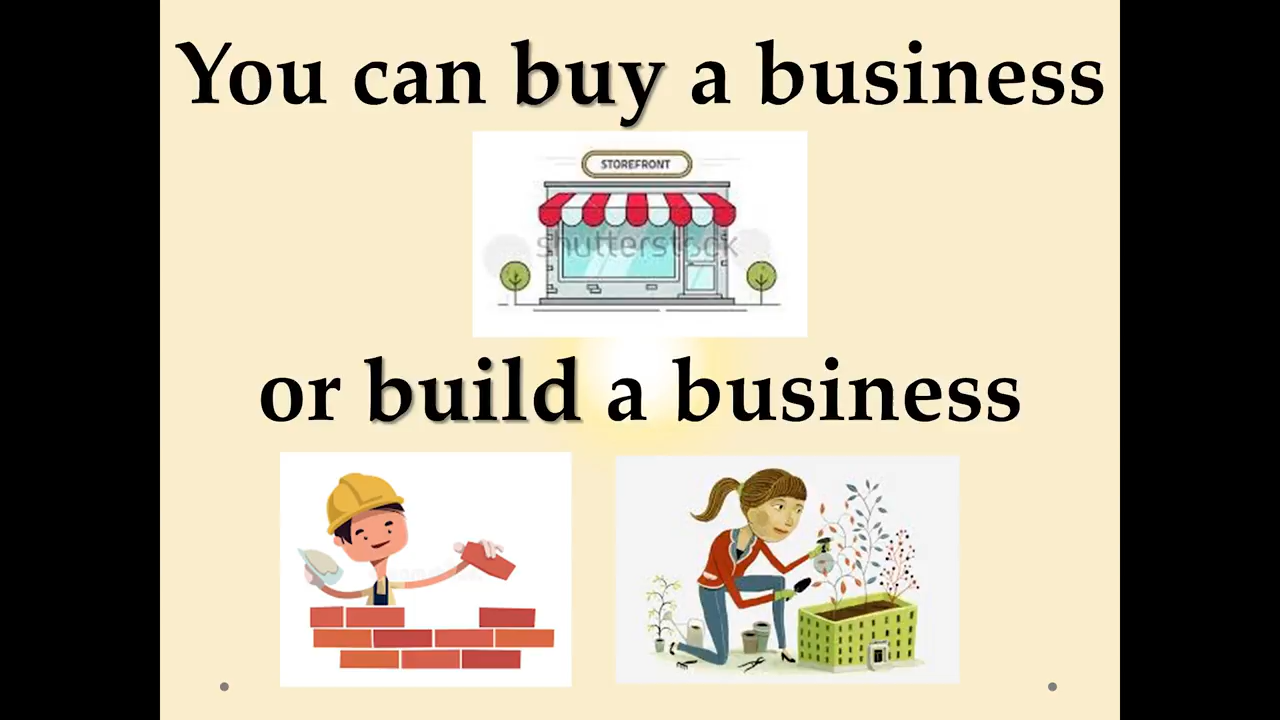 You can buy a business
STOREFRONT
shutterstock
or build a business